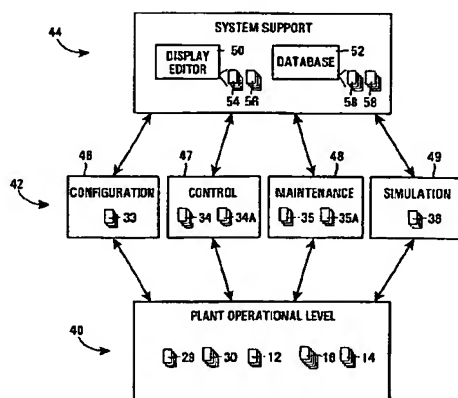 44
SYSTEM SUPPORT
DISPLAY EDITOR
50
DATABASE
52
54 56
58 58
46
47
48
49
42
CONFIGURATION
CONTROL
MAINTENANCE
SIMULATION
33
34 34A
35 35A
38
PLANT OPERATIONAL LEVEL
40
29 30 12 16 14